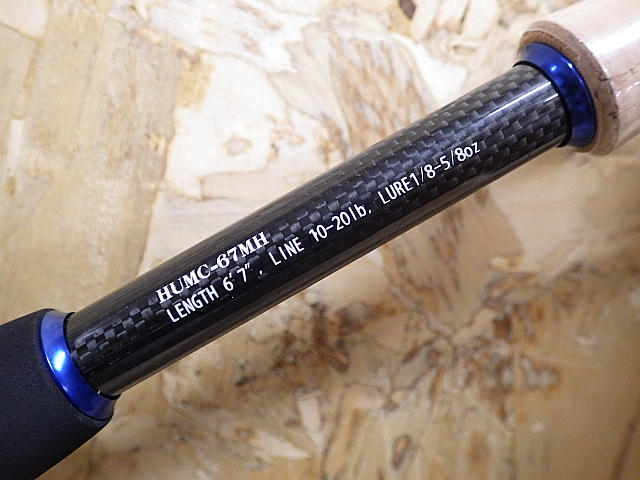 HUMC-67MH
LENGTH 6'7", LINE 10-20lb, LURE1/8-5/8oz